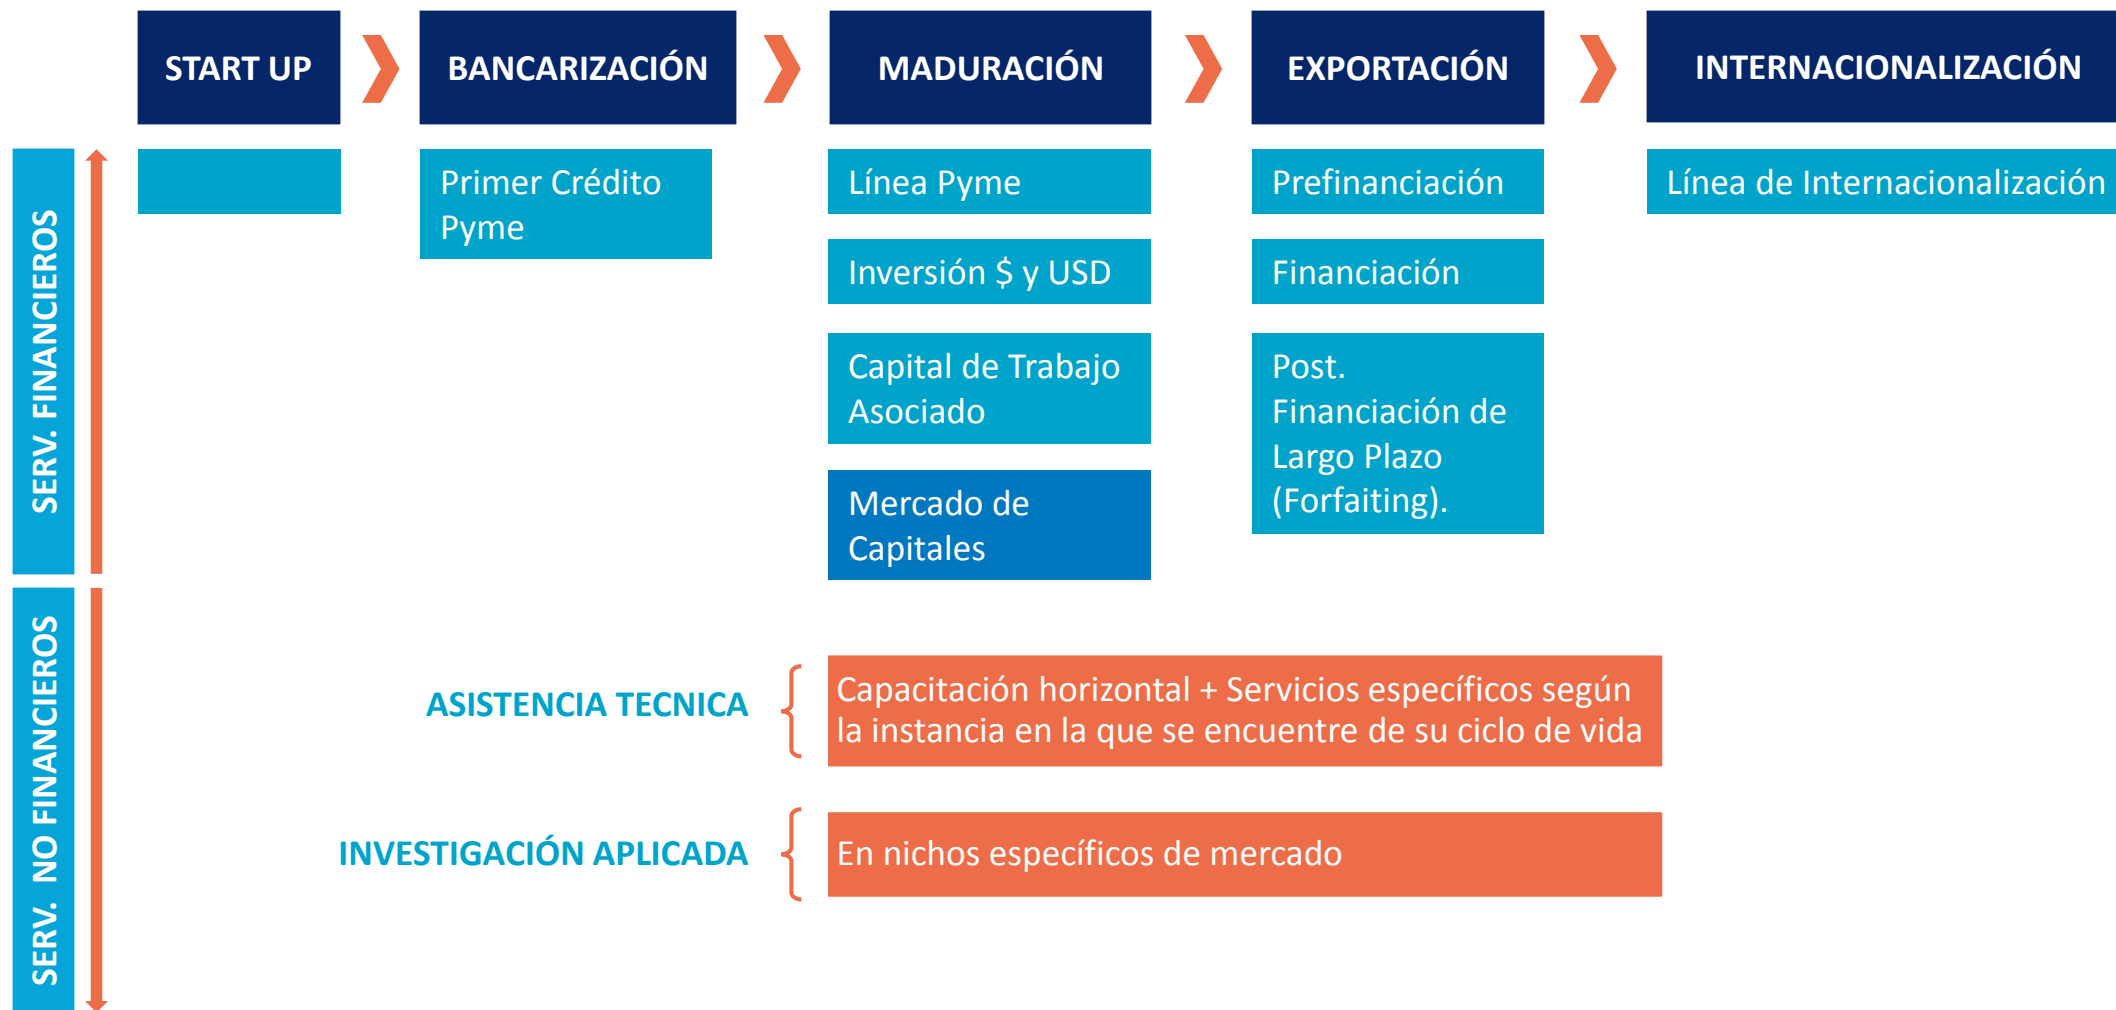 START UP
BANCARIZACIÓN
MADURACIÓN
EXPORTACIÓN
INTERNACIONALIZACIÓN
SERV. FINANCIEROS
Primer Crédito
Pyme
Línea Pyme
Inversión $ y USD
Capital de Trabajo
Asociado
Mercado de
Capitales
Prefinanciación
Financiación
Post.
Financiación de
Largo Plazo
(Forfaiting).
Línea de Internacionalización
SERV. NO FINANCIEROS
ASISTENCIA TECNICA
Capacitación horizontal + Servicios específicos según
la instancia en la que se encuentre de su ciclo de vida
INVESTIGACIÓN APLICADA
En nichos específicos de mercado